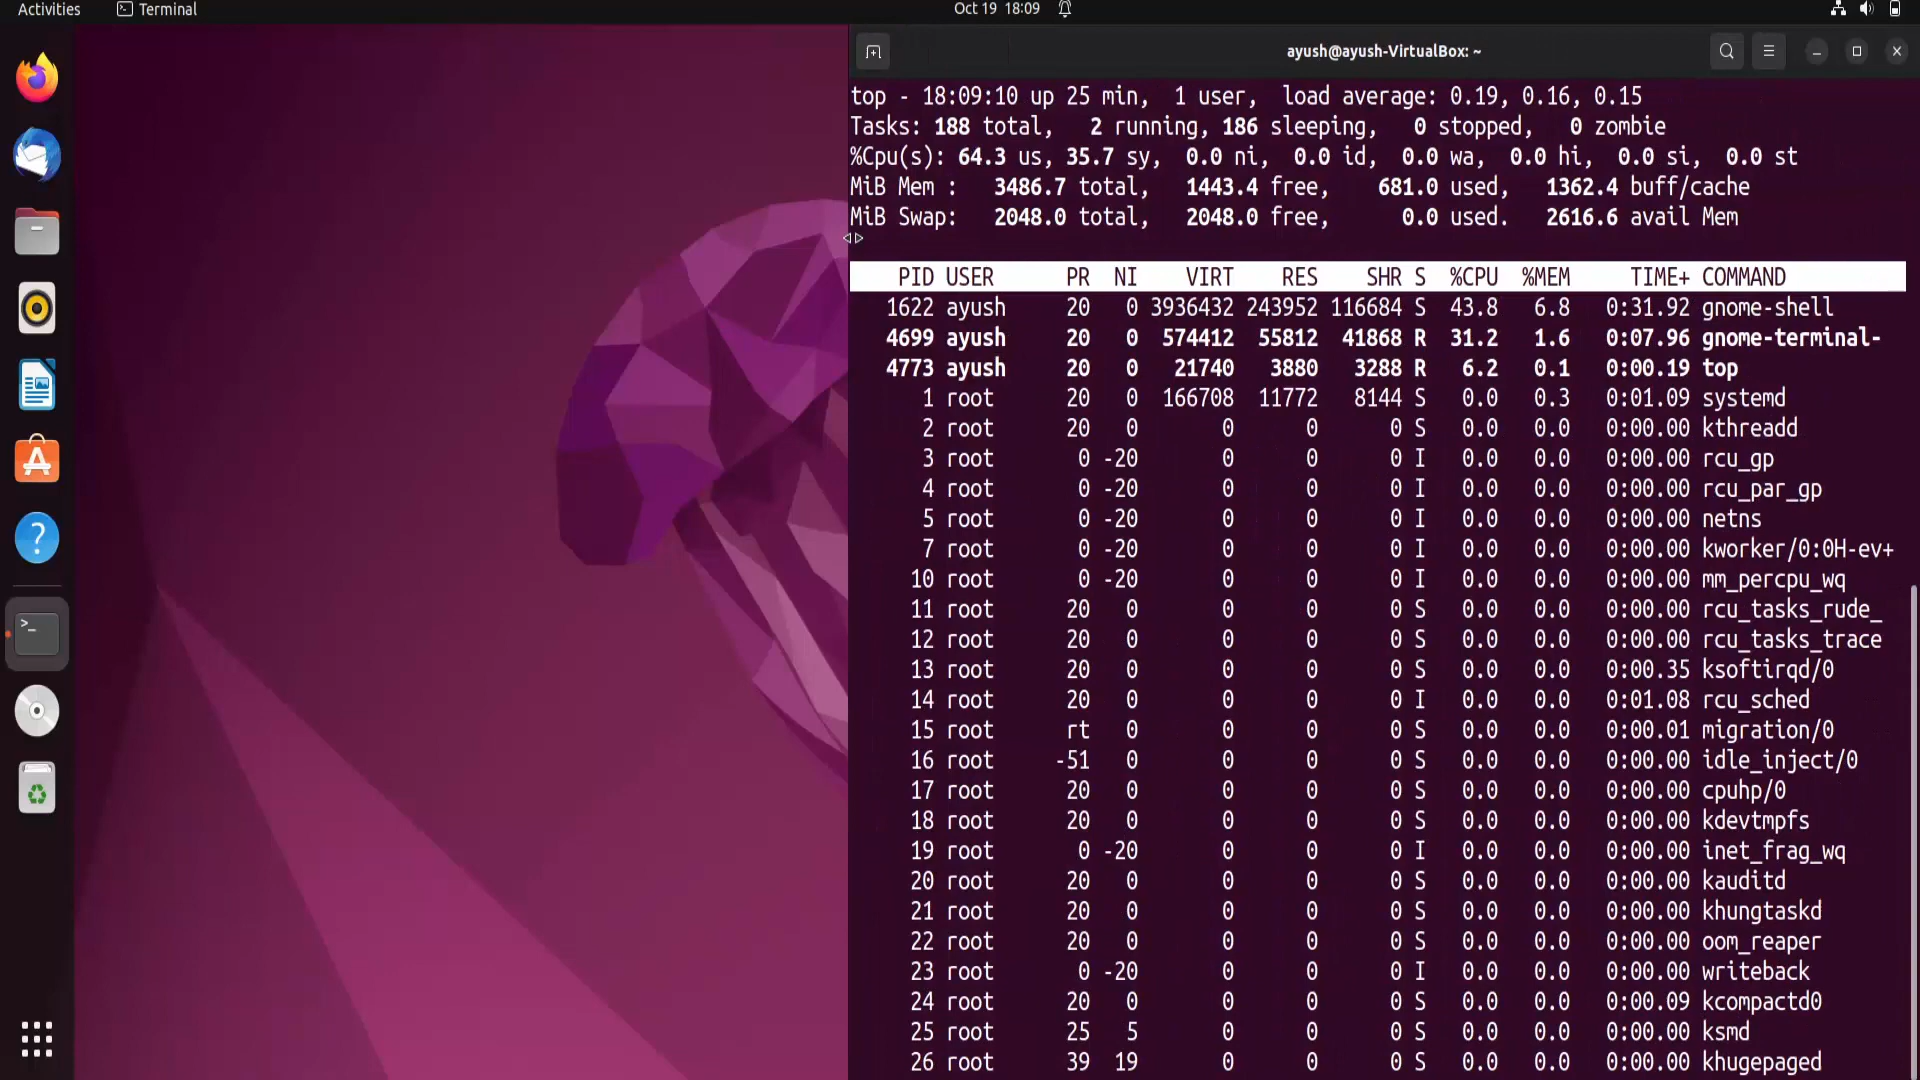 Activities Terminal Oct 19 18:09
ayush@ayush-VirtualBox: ~
top - 18:09:10 up 25 min, 1 user, load average: 0.19, 0.16, 0.15
Tasks: 188 total, 2 running, 186 sleeping, 0 stopped, 0 zombie
%Cpu(s): 64.3 us, 35.7 sy, 0.0 ni, 0.0 id, 0.0 wa, 0.0 hi, 0.0 si, 0.0 st
MiB Mem : 3486.7 total, 1443.4 free, 681.0 used, 1362.4 buff/cache
MiB Swap: 2048.0 total, 2048.0 free, 0.0 used. 2616.6 avail Mem
PID USER PR NI VIRT RES SHR S %CPU %MEM TIME+ COMMAND
1622 ayush 20 0 3936432 243952 116684 S 43.8 6.8 0:31.92 gnome-shell
4699 ayush 20 0 574412 55812 41868 R 31.2 1.6 0:07.96 gnome-terminal-
4773 ayush 20 0 21740 3880 3288 R 6.2 0.1 0:00.19 top
1 root 20 0 166708 11772 8144 S 0.0 0.3 0:01.09 systemd
2 root 20 0 0 0 0 S 0.0 0.0 0:00.00 kthreadd
3 root 0 -20 0 0 0 I 0.0 0.0 0:00.00 rcu_gp
4 root 0 -20 0 0 0 I 0.0 0.0 0:00.00 rcu_par_gp
5 root 0 -20 0 0 0 I 0.0 0.0 0:00.00 netns
7 root 0 -20 0 0 0 I 0.0 0.0 0:00.00 kworker/0:0H-ev+
10 root 0 -20 0 0 0 I 0.0 0.0 0:00.00 mm_percpu_wq
11 root 20 0 0 0 0 S 0.0 0.0 0:00.00 rcu_tasks_rude_
12 root 20 0 0 0 0 S 0.0 0.0 0:00.00 rcu_tasks_trace
13 root 20 0 0 0 0 S 0.0 0.0 0:00.35 ksoftirqd/0
14 root 20 0 0 0 0 I 0.0 0.0 0:01.08 rcu_sched
15 root rt 0 0 0 0 S 0.0 0.0 0:00.01 migration/0
16 root -51 0 0 0 0 S 0.0 0.0 0:00.00 idle_inject/0
17 root 20 0 0 0 0 S 0.0 0.0 0:00.00 cpuhp/0
18 root 20 0 0 0 0 S 0.0 0.0 0:00.00 kdevtmpfs
19 root 0 -20 0 0 0 I 0.0 0.0 0:00.00 inet_frag_wq
20 root 20 0 0 0 0 S 0.0 0.0 0:00.00 kauditd
21 root 20 0 0 0 0 S 0.0 0.0 0:00.00 khungtaskd
22 root 20 0 0 0 0 S 0.0 0.0 0:00.00 oom_reaper
23 root 0 -20 0 0 0 I 0.0 0.0 0:00.00 writeback
24 root 20 0 0 0 0 S 0.0 0.0 0:00.09 kcompactd0
25 root 25 5 0 0 0 S 0.0 0.0 0:00.00 ksmd
26 root 39 19 0 0 0 S 0.0 0.0 0:00.00 khugepaged